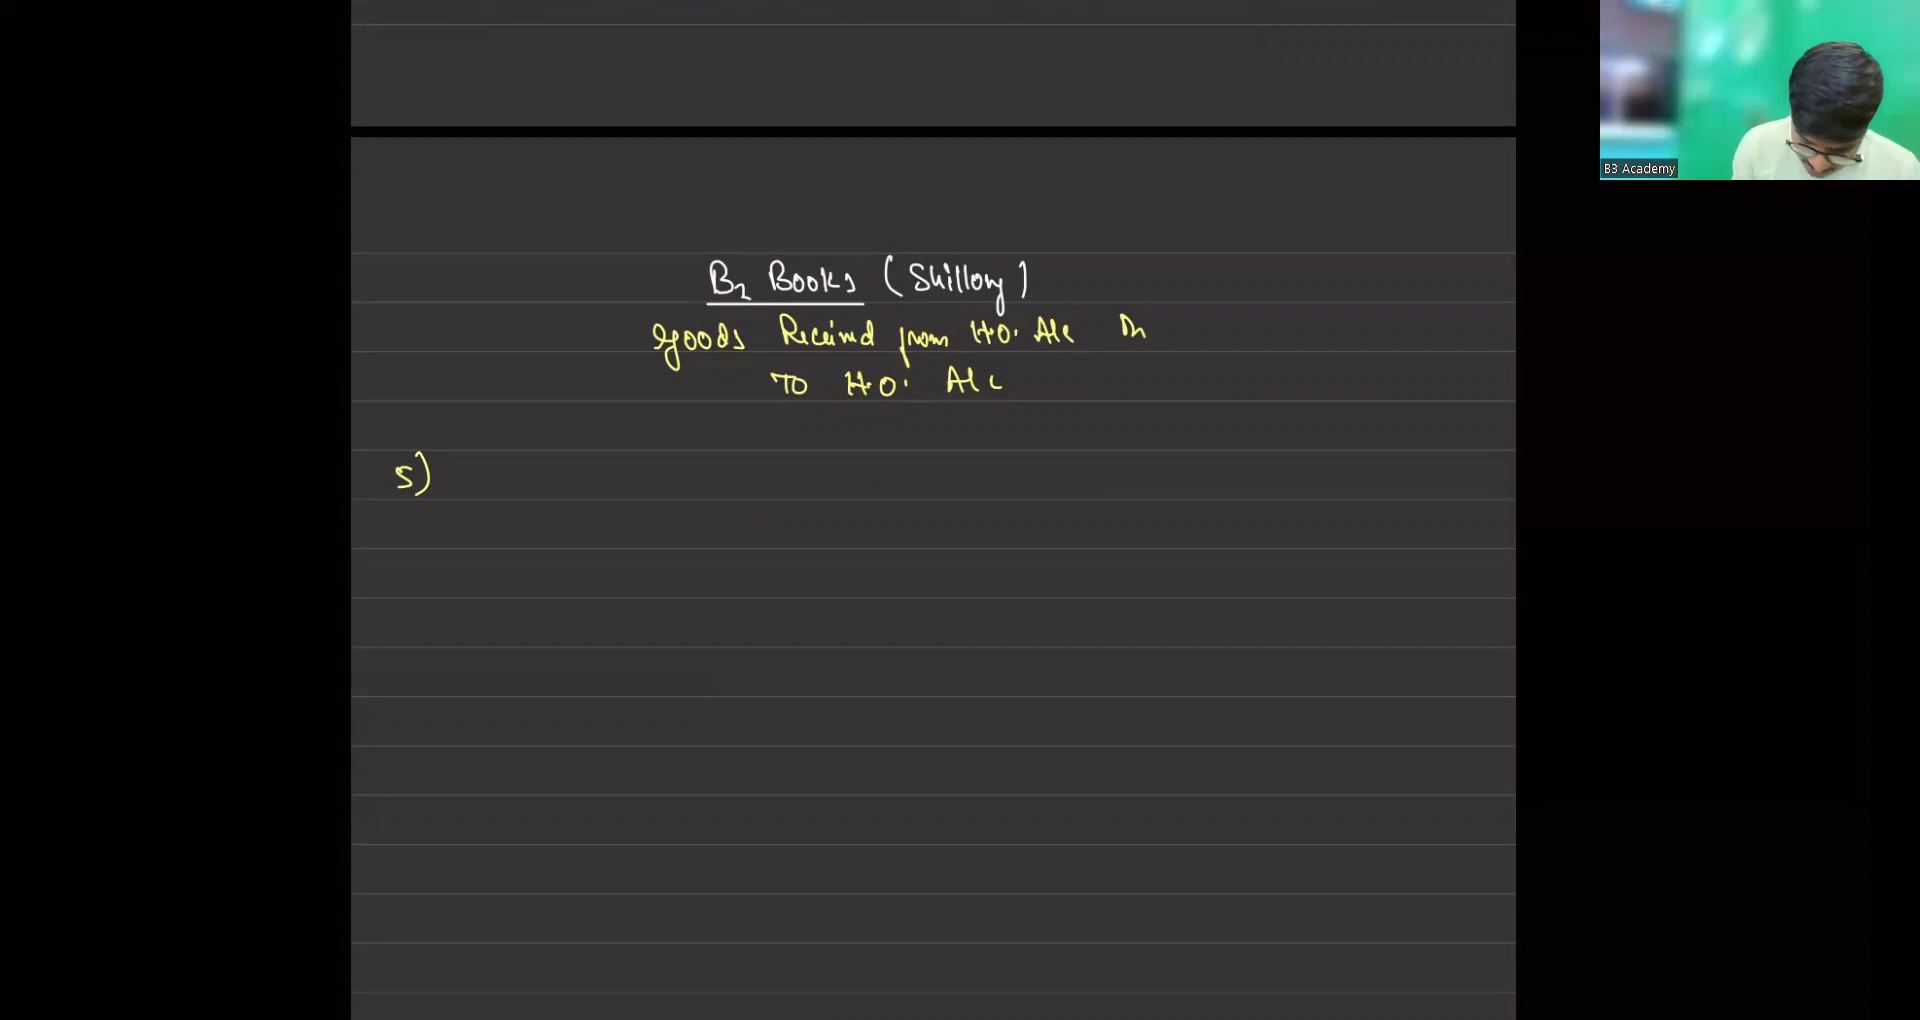 B2 Books (Shillong)
Goods Received from H.O. A/c Dr
To H.O. A/c
5)
B3 Academy